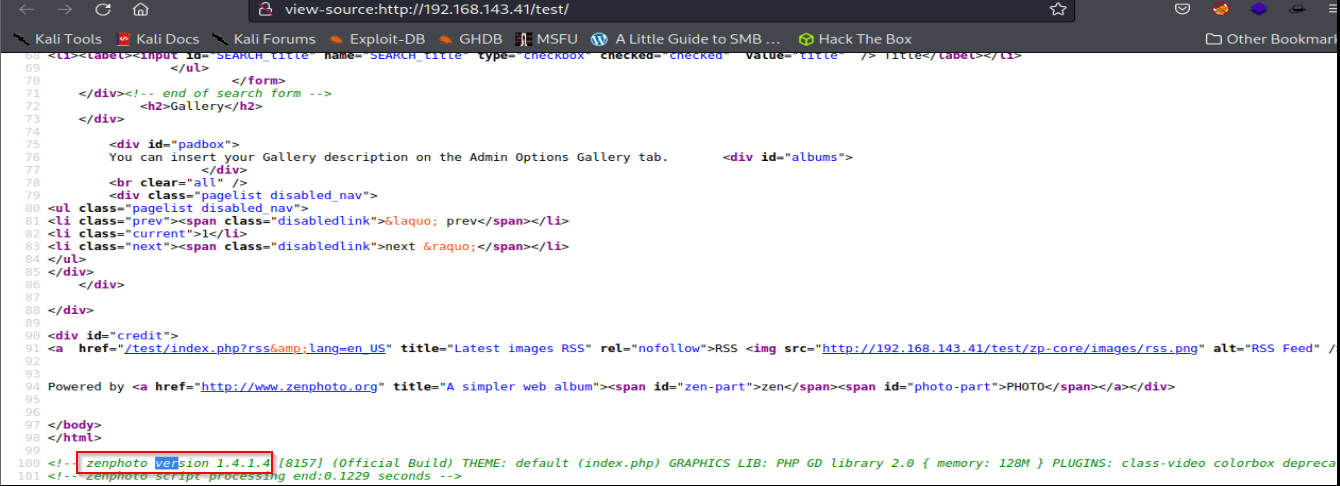 view-source:http://192.168.143.41/test/
Kali Tools Kali Docs Kali Forums Exploit-DB GHDB MSFU A Little Guide to SMB ... Hack The Box Other Bookmark
68 <li><label><input id="SEARCH_title" name="SEARCH_title" type="checkbox" checked="checked" value="title" /> Title</label></li>
69 </ul>
70 </form>
71 </div><!-- end of search form -->
72 <h2>Gallery</h2>
73 </div>
74
75 <div id="padbox">
76 You can insert your Gallery description on the Admin Options Gallery tab. <div id="albums">
77 </div>
78 <br clear="all" />
79 <div class="pagelist disabled_nav">
80 <ul class="pagelist disabled_nav">
81 <li class="prev"><span class="disabledlink">&laquo; prev</span></li>
82 <li class="current">1</li>
83 <li class="next"><span class="disabledlink">next &raquo;</span></li>
84 </ul>
85 </div>
86 </div>
87
88 </div>
89
90 <div id="credit">
91 <a href="/test/index.php?rss&amp;lang=en_US" title="Latest images RSS" rel="nofollow">RSS <img src="http://192.168.143.41/test/zp-core/images/rss.png" alt="RSS Feed" /
93
94 Powered by <a href="http://www.zenphoto.org" title="A simpler web album"><span id="zen-part">zen</span><span id="photo-part">PHOTO</span></a></div>
95
96
97 </body>
98 </html>
99
100 <!-- zenphoto version 1.4.1.4 [8157] (Official Build) THEME: default (index.php) GRAPHICS LIB: PHP GD library 2.0 { memory: 128M } PLUGINS: class-video colorbox depreca
101 <!-- zenphoto script processing end:0.1229 seconds -->